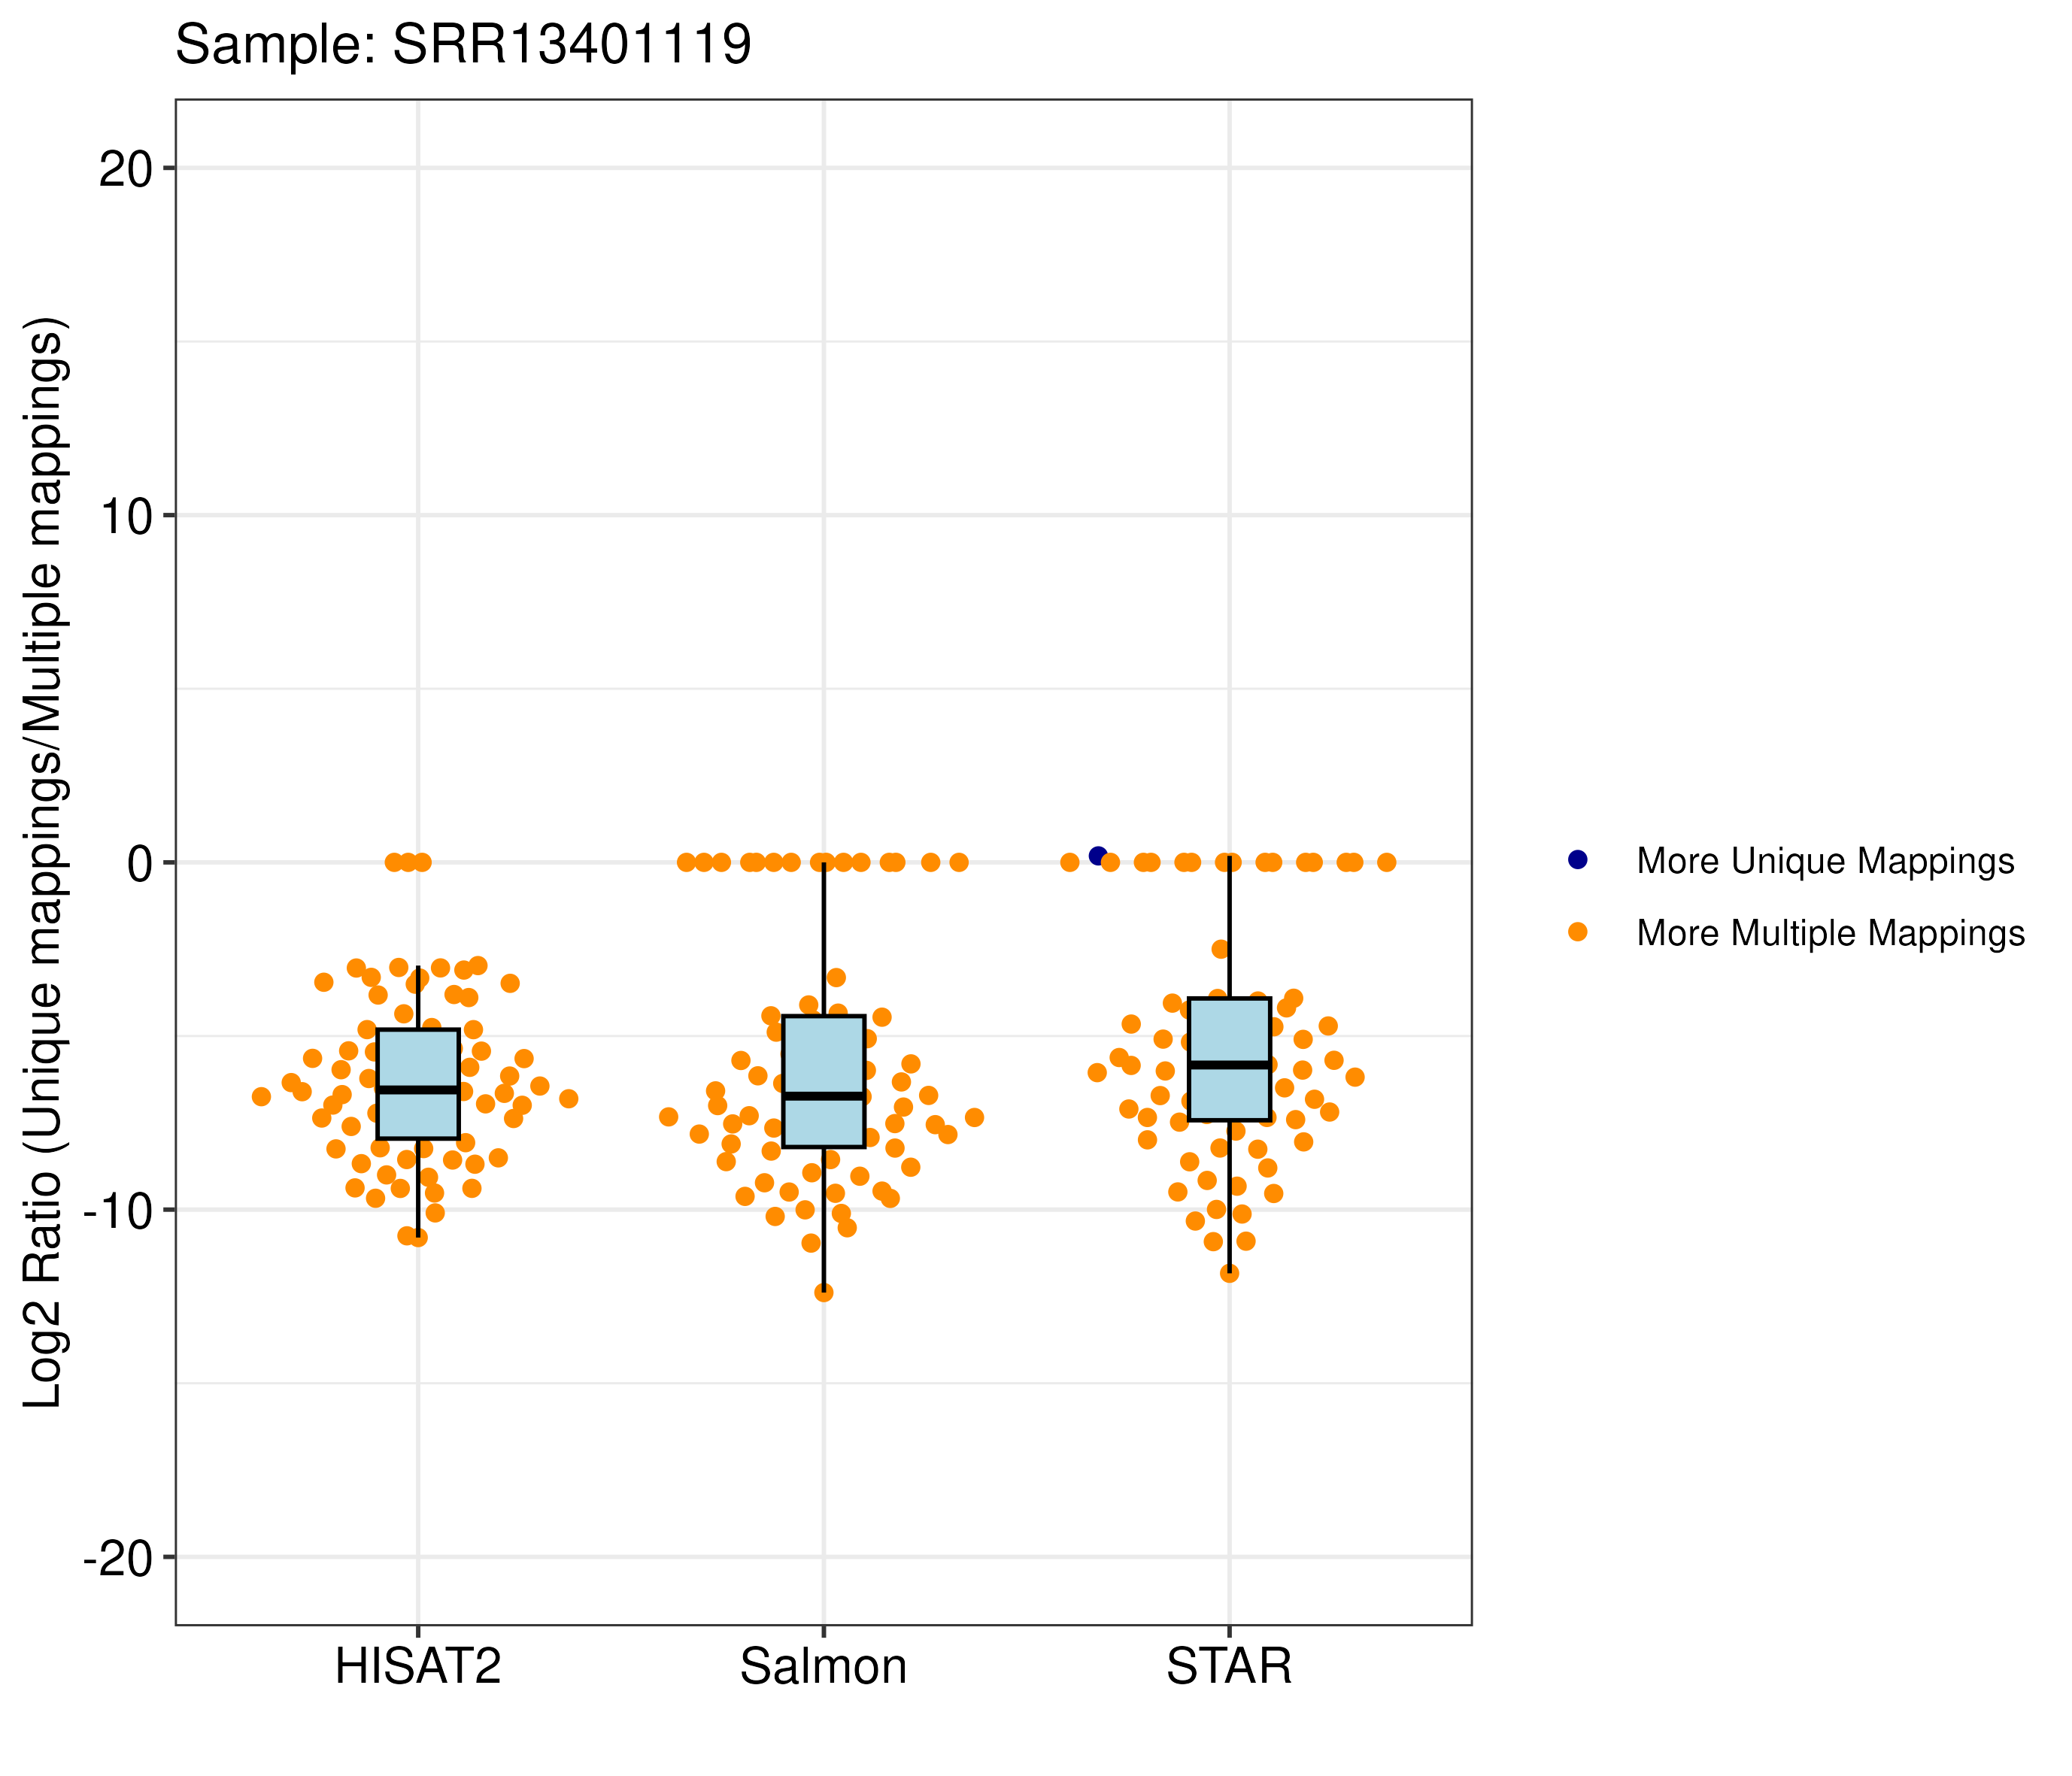 Sample: SRR13401119
Log2 Ratio (Unique mappings/Multiple mappings)
20
10
0
-10
-20
HISAT2
Salmon
STAR
More Unique Mappings
More Multiple Mappings